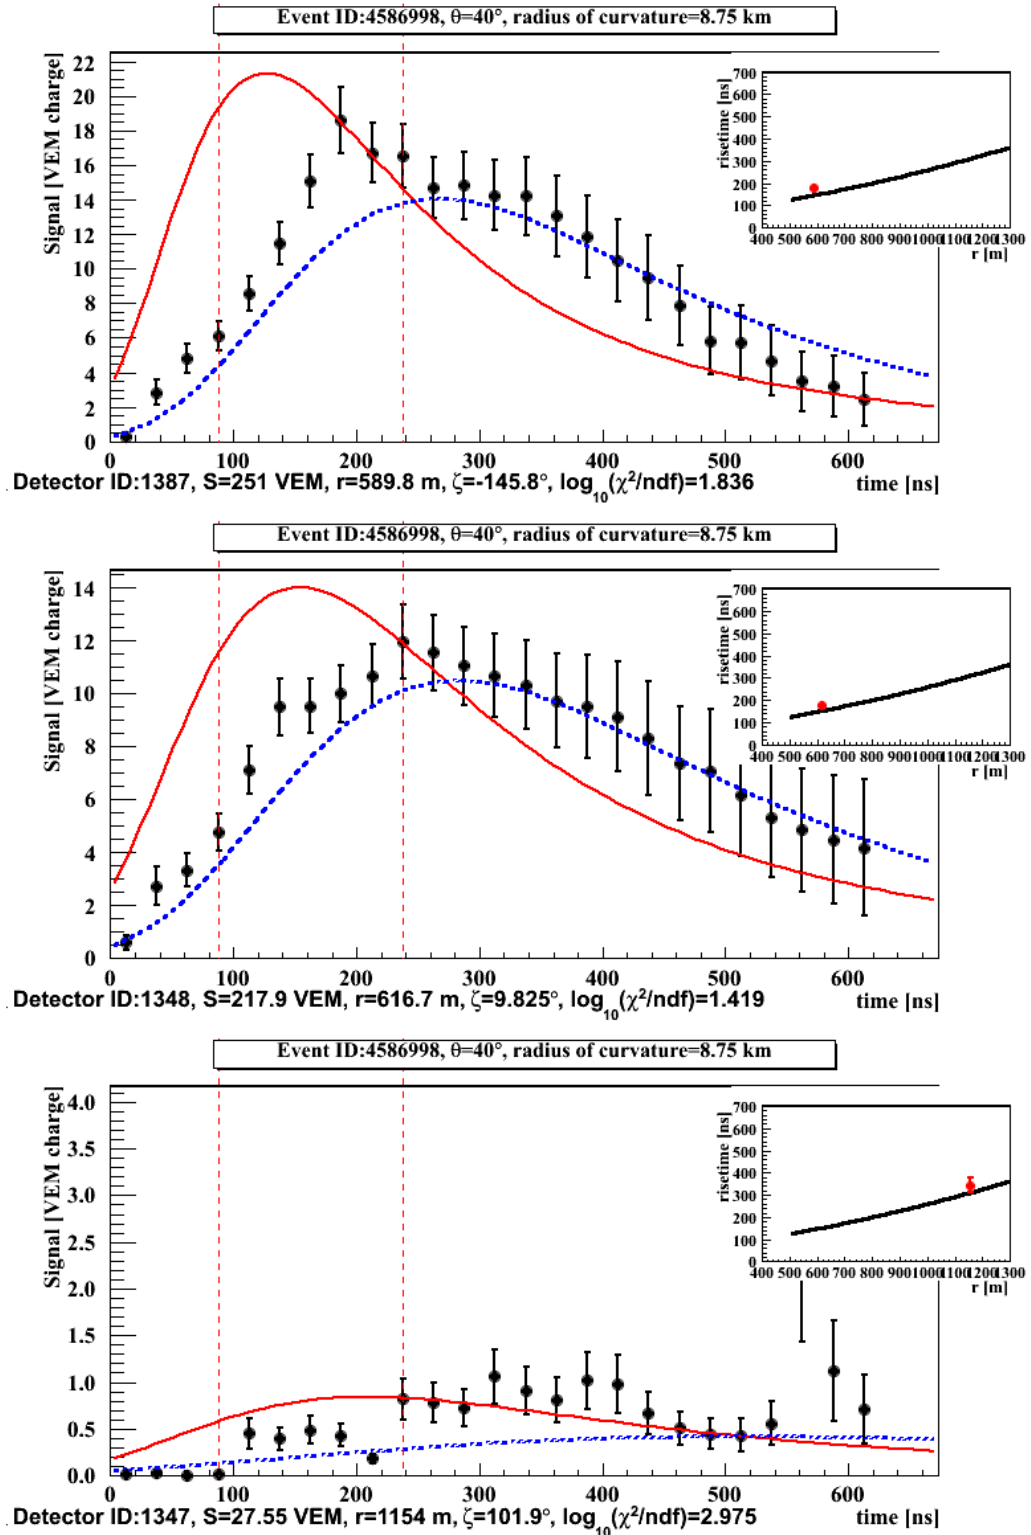 Event ID:4586998, θ=40°, radius of curvature=8.75 km
Signal [VEM charge]
22
20
18
16
14
12
10
8
6
4
2
0
0 100 200 300 400 500 600
time [ns]
risetime [ns]
700
600
500
400
300
200
100
0
400 500 600 700 800 900 1000 1100 1200 1300
r [m]
Detector ID:1387, S=251 VEM, r=589.8 m, ζ=-145.8°, log10(χ²/ndf)=1.836
Event ID:4586998, θ=40°, radius of curvature=8.75 km
Signal [VEM charge]
14
12
10
8
6
4
2
0
0 100 200 300 400 500 600
time [ns]
risetime [ns]
700
600
500
400
300
200
100
0
400 500 600 700 800 900 1000 1100 1200 1300
r [m]
Detector ID:1348, S=217.9 VEM, r=616.7 m, ζ=9.825°, log10(χ²/ndf)=1.419
Event ID:4586998, θ=40°, radius of curvature=8.75 km
Signal [VEM charge]
4.0
3.5
3.0
2.5
2.0
1.5
1.0
0.5
0.0
0 100 200 300 400 500 600
time [ns]
risetime [ns]
700
600
500
400
300
200
100
0
400 500 600 700 800 900 1000 1100 1200 1300
r [m]
Detector ID:1347, S=27.55 VEM, r=1154 m, ζ=101.9°, log10(χ²/ndf)=2.975